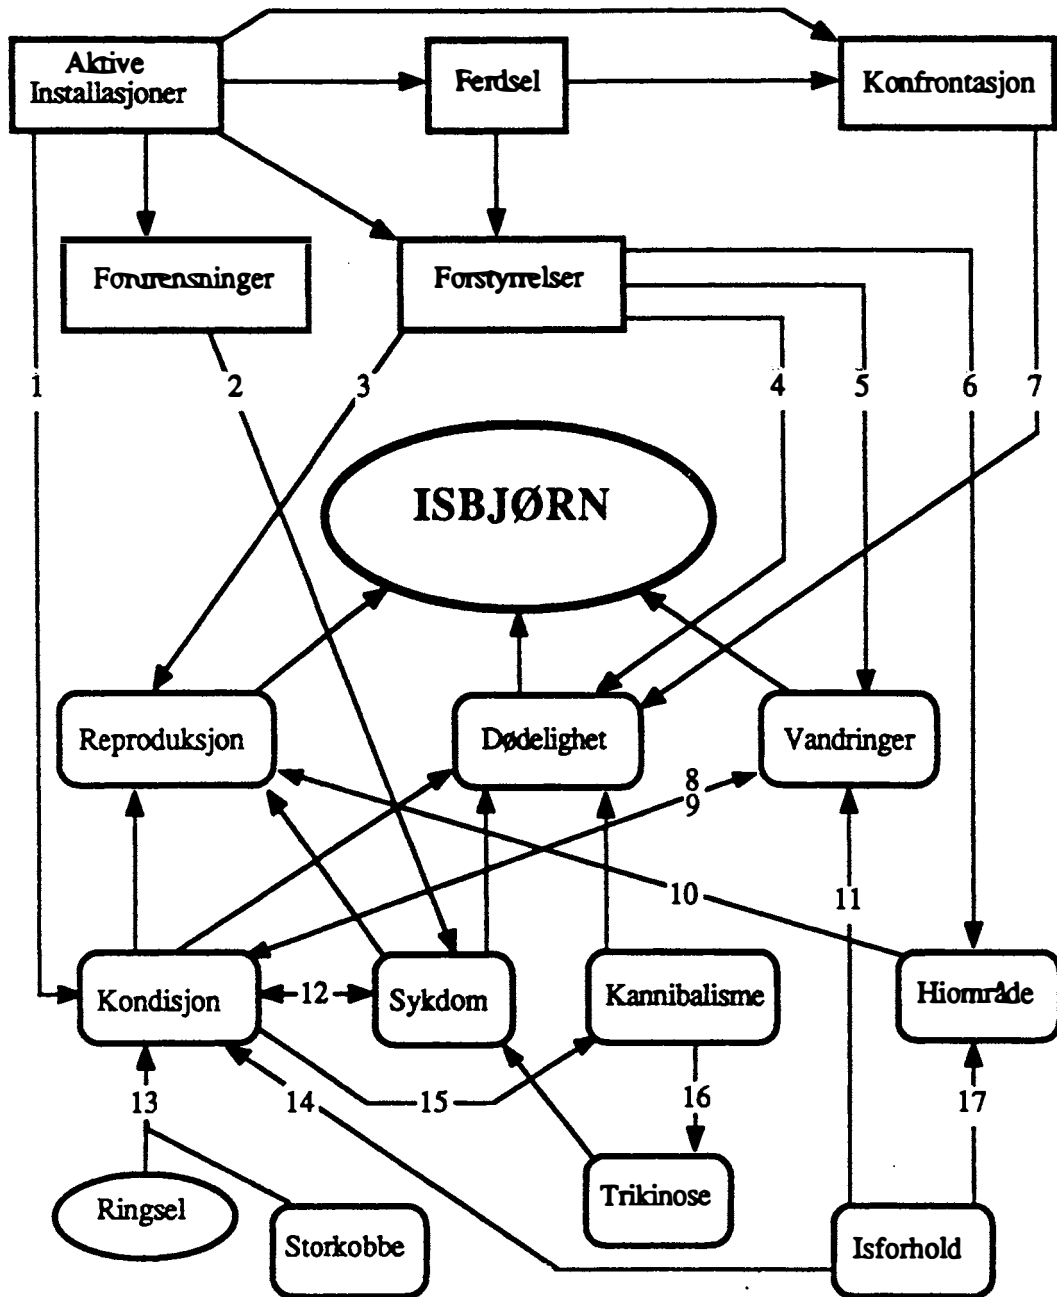 Aktive
Installasjoner
Ferdsel
Konfrontasjon
Forurensninger
Forstyrrelser
1
2
3
4
5
6
7
ISBJØRN
Reproduksjon
Dødelighet
Vandringer
8
9
10
11
Kondisjon
12
Sykdom
Kannibalisme
Hiområde
13
14
15
16
17
Ringsel
Storkobbe
Trikinose
Isforhold